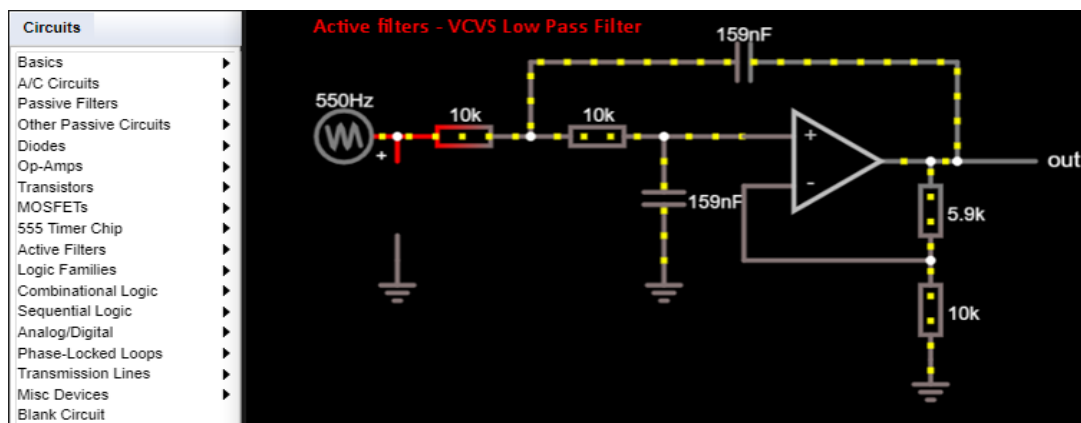 Circuits
Basics
A/C Circuits
Passive Filters
Other Passive Circuits
Diodes
Op-Amps
Transistors
MOSFETs
555 Timer Chip
Active Filters
Logic Families
Combinational Logic
Sequential Logic
Analog/Digital
Phase-Locked Loops
Transmission Lines
Misc Devices
Blank Circuit
Active filters - VCVS Low Pass Filter
159nF
550Hz
10k
10k
+
+
-
out
159nF
5.9k
10k